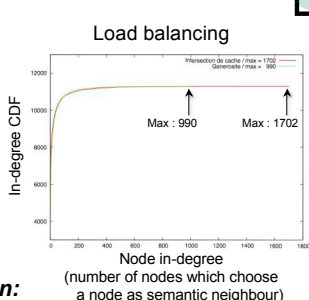 Load balancing
Intersection de cache / max = 1702
Generosite / max = 990
12000
10000
8000
6000
4000
In-degree CDF
Max : 990
Max : 1702
0 200 400 600 800 1000 1200 1400 1600 1800
Node in-degree
(number of nodes which choose
n:
a node as semantic neighbour)